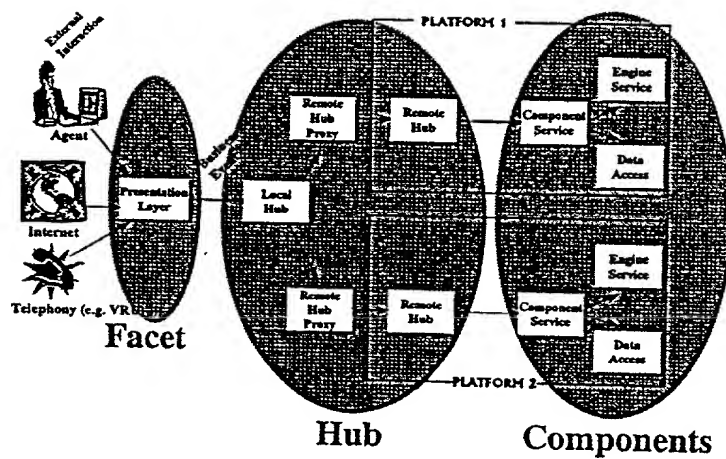 External
Interaction
PLATFORM 1
Agent
Internet
Telephony (e.g. VRU
Presentation
Layer
Facet
Business
Local
Hub
Remote
Hub
Proxy
Remote
Hub
Remote
Hub
Proxy
Remote
Hub
Hub
Component
Service
Engine
Service
Data
Access
Component
Service
Engine
Service
Data
Access
PLATFORM 2
Components